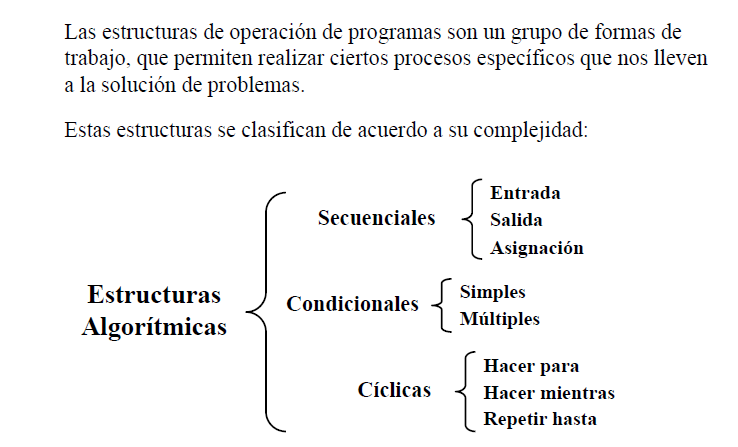 Las estructuras de operación de programas son un grupo de formas de
trabajo, que permiten realizar ciertos procesos específicos que nos lleven
a la solución de problemas.
Estas estructuras se clasifican de acuerdo a su complejidad:
Estructuras
Algorítmicas
Secuenciales
Entrada
Salida
Asignación
Condicionales
Simples
Múltiples
Cíclicas
Hacer para
Hacer mientras
Repetir hasta